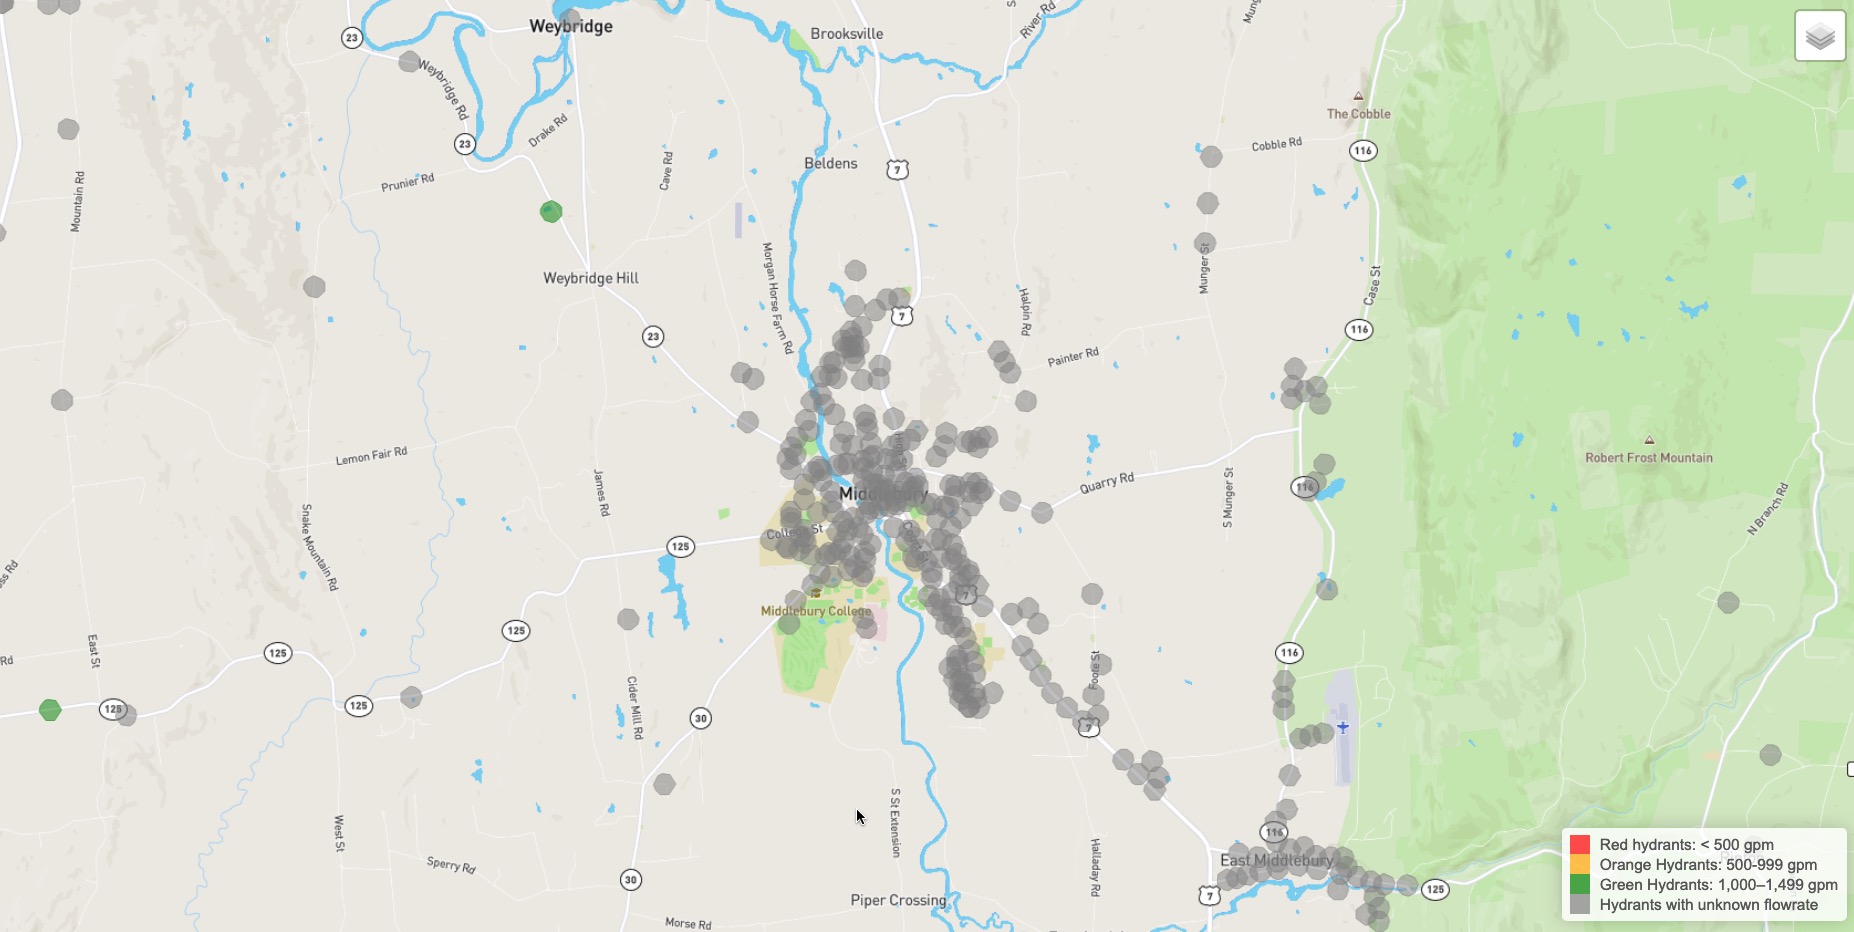 23
Weybridge
Brooksville
River Rd
Weybridge Rd
The Cobble
23
Drake Rd
Cobble Rd
116
Beldens
7
Cave Rd
Prunier Rd
Mountain Rd
Munger St
Weybridge Hill
Morgan Horse Farm Rd
Case St
Halpin Rd
7
23
116
Painter Rd
Lemon Fair Rd
Robert Frost Mountain
James Rd
Quarry Rd
116
S Munger St
Middlebury
N Branch Rd
Snake Mountain Rd
College St
125
7
Middlebury College
125
East St
125
116
Rd
Foote St
Cider Mill Rd
125
125
30
7
S St Extension
West St
116
Halladay Rd
Sperry Rd
East Middlebury
30
7
125
Piper Crossing
Morse Rd
Red hydrants: < 500 gpm
Orange Hydrants: 500-999 gpm
Green Hydrants: 1,000–1,499 gpm
Hydrants with unknown flowrate